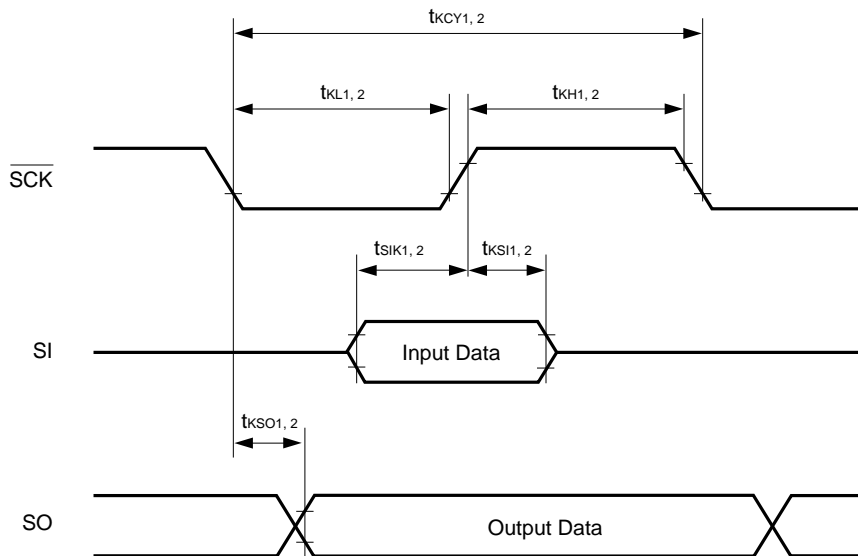 tKCY1, 2
tKL1, 2
tKH1, 2
SCK
tSIK1, 2
tKSI1, 2
SI
Input Data
tKSO1, 2
SO
Output Data